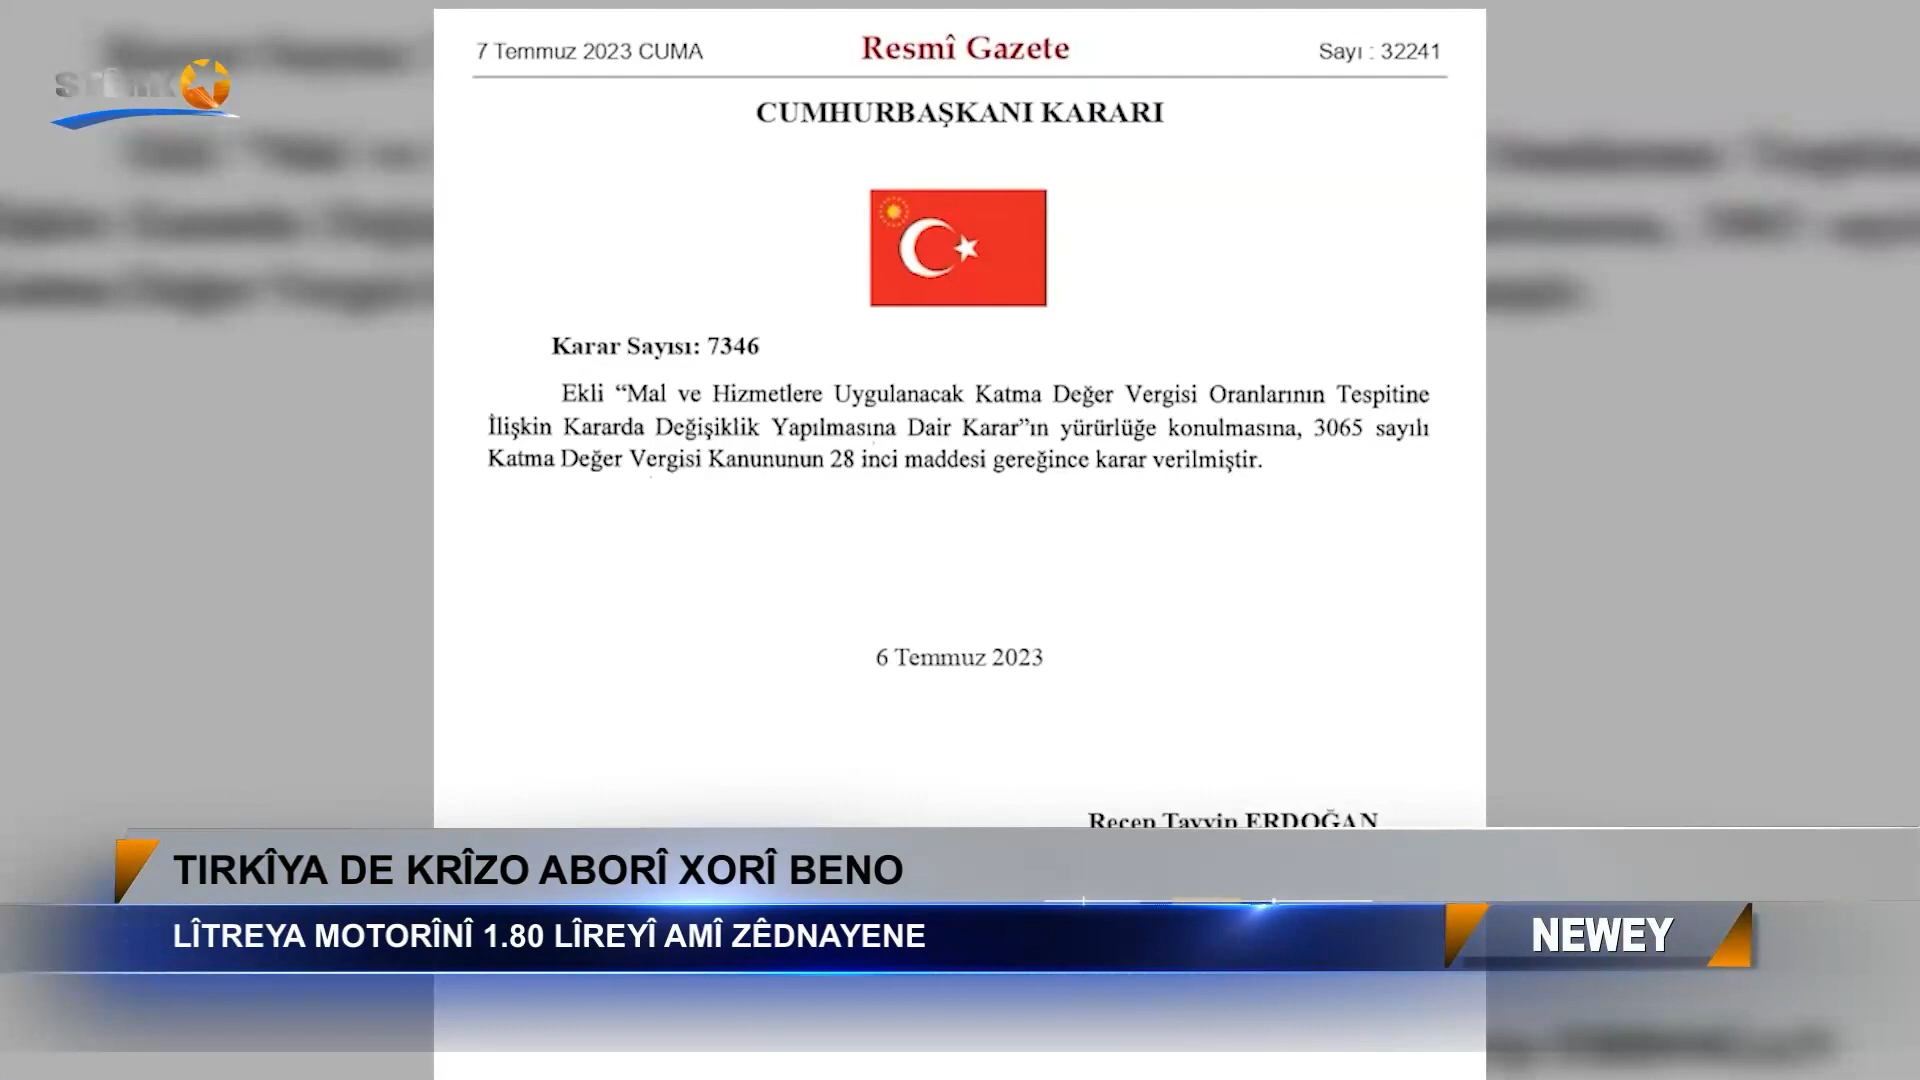 7 Temmuz 2023 CUMA
Resmî Gazete
Sayı : 32241
CUMHURBAŞKANI KARARI
Karar Sayısı: 7346
Ekli “Mal ve Hizmetlere Uygulanacak Katma Değer Vergisi Oranlarının Tespitine
İlişkin Kararda Değişiklik Yapılmasına Dair Karar”ın yürürlüğe konulmasına, 3065 sayılı
Katma Değer Vergisi Kanununun 28 inci maddesi gereğince karar verilmiştir.
6 Temmuz 2023
Recep Tayyip ERDOĞAN
TIRKÎYA DE KRÎZO ABORÎ XORÎ BENO
LÎTREYA MOTORÎNÎ 1.80 LÎREYÎ AMÎ ZÊDNAYENE
NEWEY